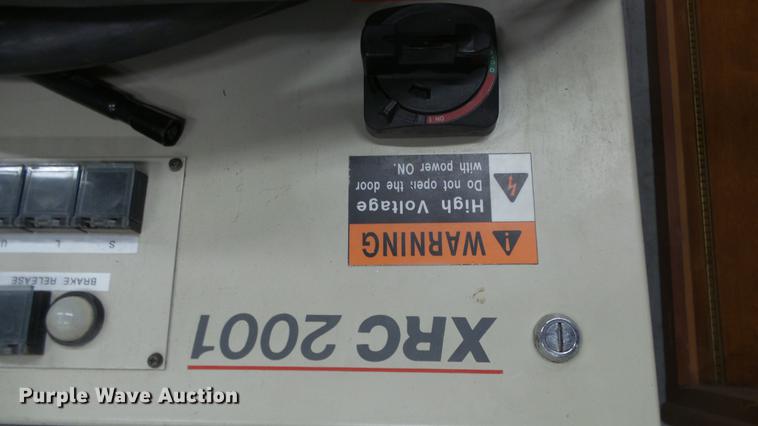 XRC 2001
BRAKE RELEASE
S L U
WARNING
High Voltage
Do not open the door
with power ON.
ON
Purple Wave Auction